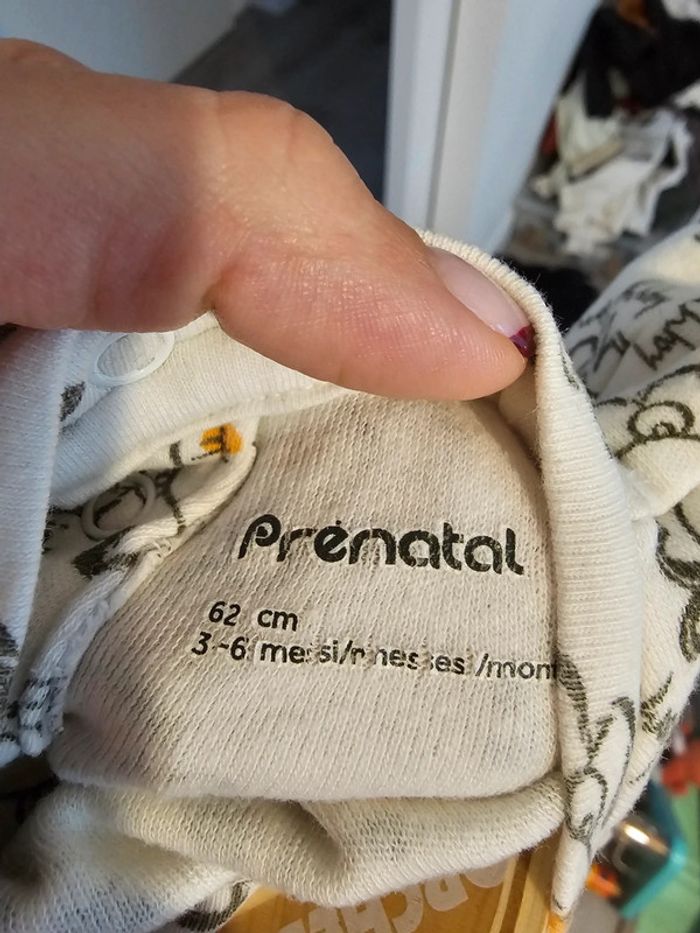 Prénatal
62 cm
3-6 mesi/meses/mon